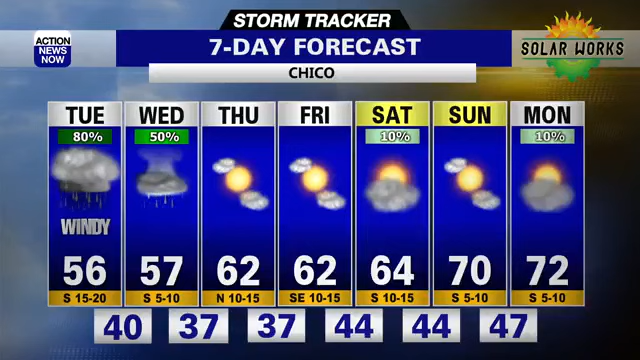 STORM TRACKER
ACTION
NEWS
NOW
7-DAY FORECAST
SOLAR WORKS
CHICO
TUE WED THU FRI SAT SUN MON
80% 50% 10% 10%
WINDY
56 57 62 62 64 70 72
S 15-20 S 5-10 N 10-15 SE 10-15 S 10-15 S 5-10 S 5-10
40 37 37 44 44 47